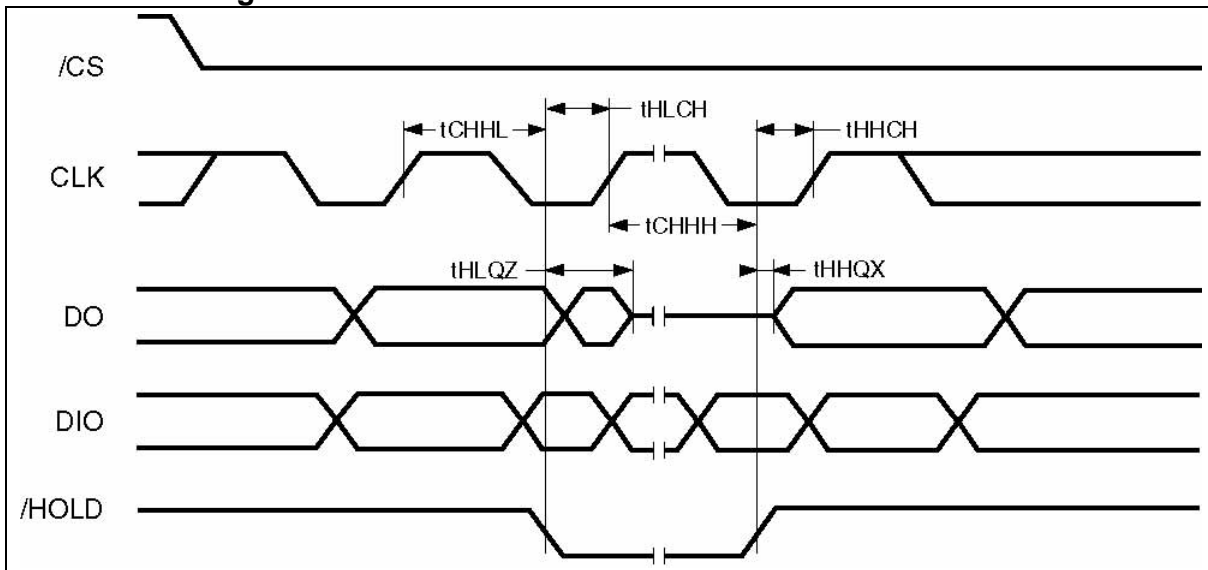 /CS
tHLCH
tCHHL
tHHCH
CLK
tCHHH
tHLQZ
tHHQX
DO
DIO
/HOLD